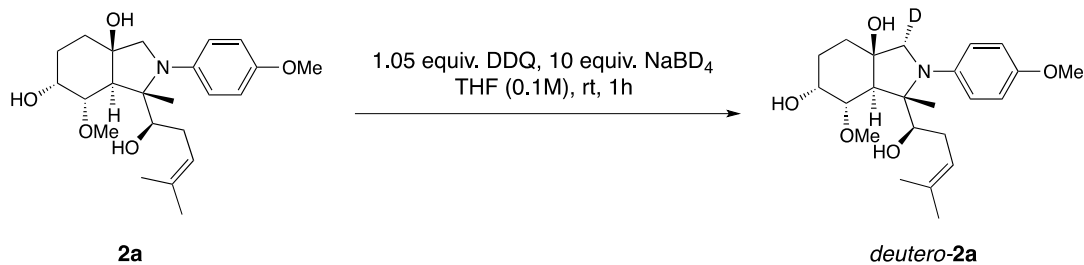 OH
N
OMe
HO
H
OMe
HO
2a
1.05 equiv. DDQ, 10 equiv. NaBD4
THF (0.1M), rt, 1h
D
OH
N
OMe
HO
H
OMe
HO
deutero-2a